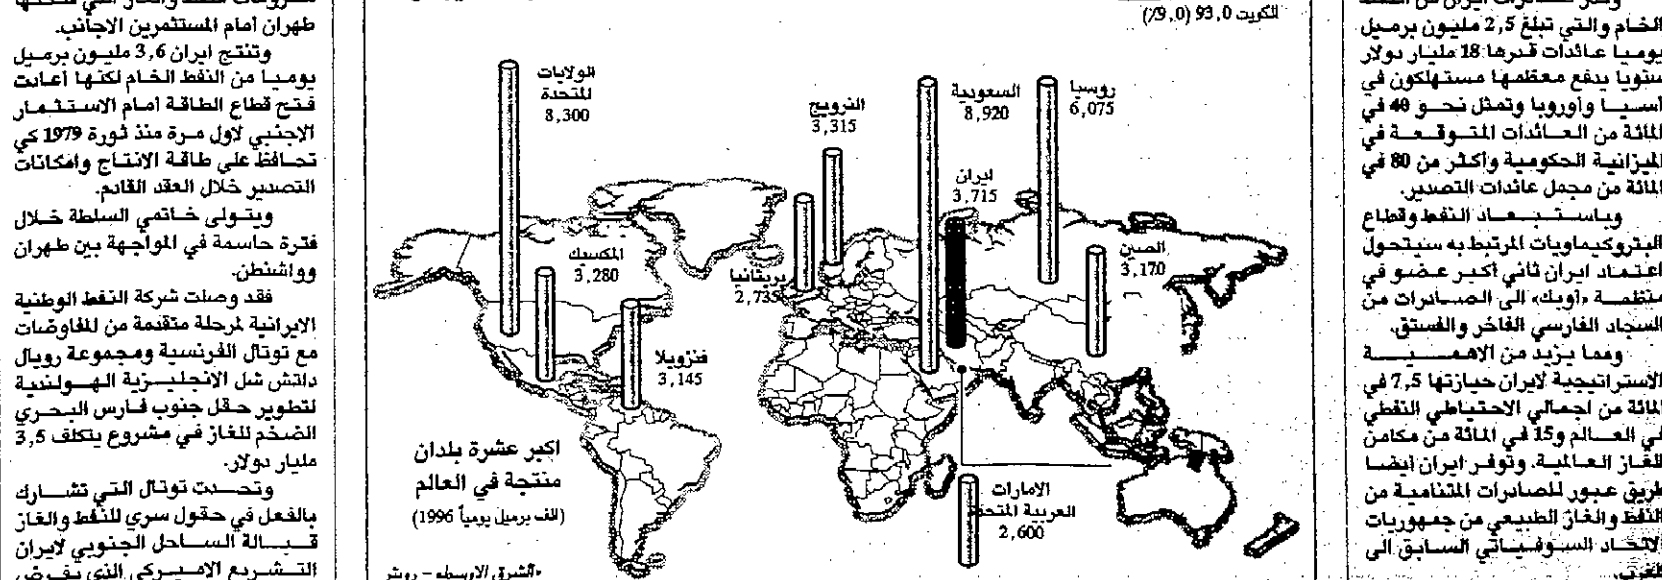 الخام والتي تبلغ 2,5 مليون برميل
يوميا عائدات قدرها 18 مليار دولار
سنويا يدفع معظمها مستهلكون في
آسيا وأوروبا وتمثل نحو 40 في
المائة من العائدات المتوقعة في
الميزانية الحكومية وأكثر من 80 في
المائة من مجمل عائدات التصدير.
وباستبعاد النفط وقطاع
البتروكيماويات المرتبط به سيتحول
اعتماد ايران ثاني أكبر عضو في
منظمة «أوبك» الى الصادرات من
السجاد الفارسي الفاخر والفستق.
ومما يزيد من الاهمية
الاستراتيجية لايران حيازتها 7,5 في
المائة من اجمالي الاحتياطي النفطي
في العالم و15 في المائة من مكامن
الغاز العالمية. وتوفر ايران ايضا
طريق عبور للصادرات المتنامية من
النفط والغاز الطبيعي من جمهوريات
الاتحاد السوفياتي السابق الى
الغرب.
الكويت 93,0 (9,0٪)
روسيا
6,075
السعودية
8,920
النرويج
3,315
الولايات
المتحدة
8,300
ايران
3,715
الصين
3,170
المكسيك
3,280
بريطانيا
2,735
فنزويلا
3,145
الامارات
العربية المتحدة
2,600
اكبر عشرة بلدان
منتجة في العالم
(الف برميل يومياً 1996)
«الشرق الاوسط» - رويتر
طهران أمام المستثمرين الاجانب.
وتنتج ايران 3,6 مليون برميل
يوميا من النفط الخام لكنها أعادت
فتح قطاع الطاقة أمام الاستثمار
الاجنبي لاول مرة منذ ثورة 1979 كي
تحافظ على طاقة الانتاج وامكانات
التصدير خلال العقد القادم.
ويتولى خاتمي السلطة خلال
فترة حاسمة في المواجهة بين طهران
وواشنطن.
فقد وصلت شركة النفط الوطنية
الايرانية لمرحلة متقدمة من المفاوضات
مع توتال الفرنسية ومجموعة رويال
داتش شل الانجليزية الهولندية
لتطوير حقل جنوب فارس البحري
الضخم للغاز في مشروع يتكلف 3,5
مليار دولار.
وتحدت توتال التي تشارك
بالفعل في حقول سري للنفط والغاز
قبالة الساحل الجنوبي لايران
التشريع الاميركي الذي يفرض